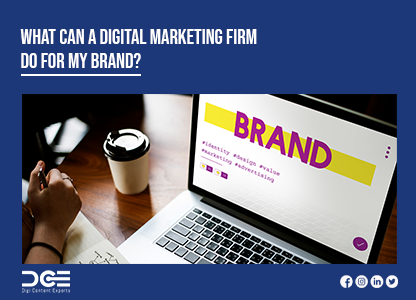 WHAT CAN A DIGITAL MARKETING FIRM
DO FOR MY BRAND?
BRAND
#identity #design #value
#marketing #advertising
DCE
Digi Content Experts